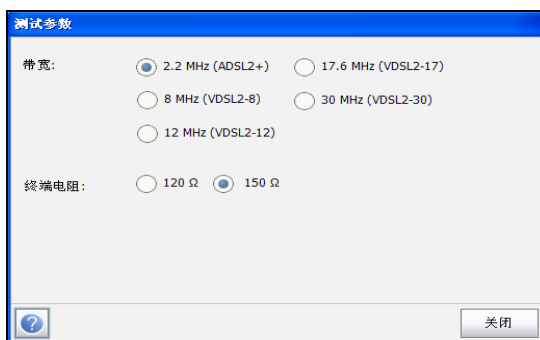 测试参数
带宽: 2.2 MHz (ADSL2+) 17.6 MHz (VDSL2-17)
8 MHz (VDSL2-8) 30 MHz (VDSL2-30)
12 MHz (VDSL2-12)
终端电阻: 120 Ω 150 Ω
?
关闭